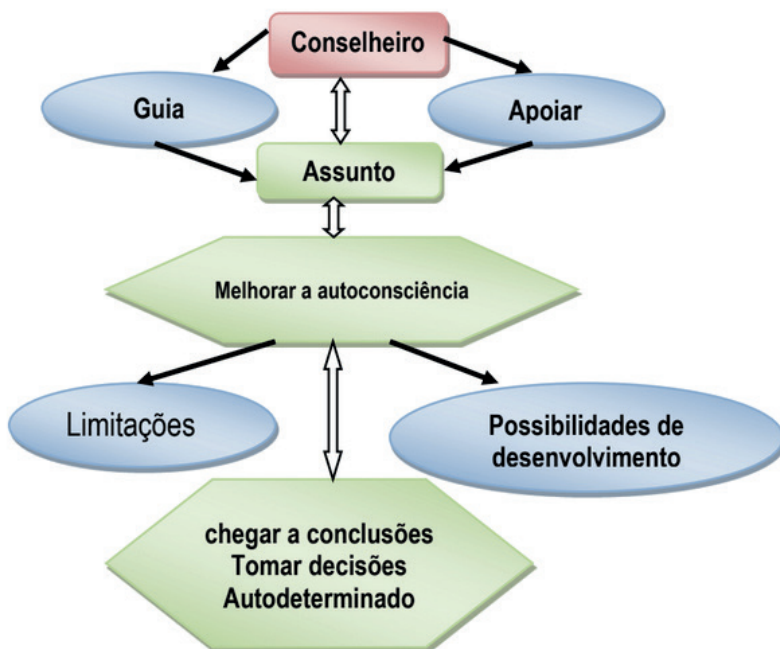 Conselheiro
Guia
Apoiar
Assunto
Melhorar a autoconsciência
Limitações
Possibilidades de
desenvolvimento
chegar a conclusões
Tomar decisões
Autodeterminado